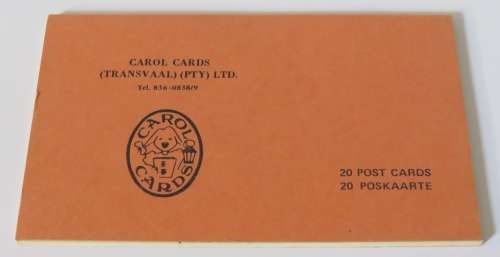 CAROL CARDS
(TRANSVAAL) (PTY) LTD.
Tel. 836-0838/9
CAROL
CARDS
20 POST CARDS
20 POSKAARTE